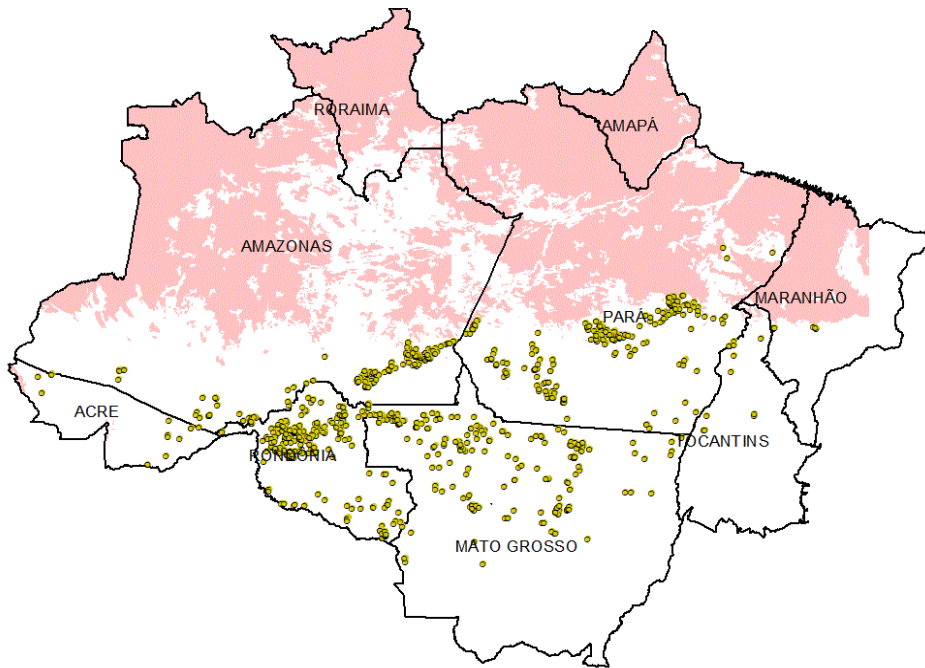 RORAIMA
AMAPÁ
AMAZONAS
MARANHÃO
PARÁ
ACRE
TOCANTINS
RONDÔNIA
MATO GROSSO